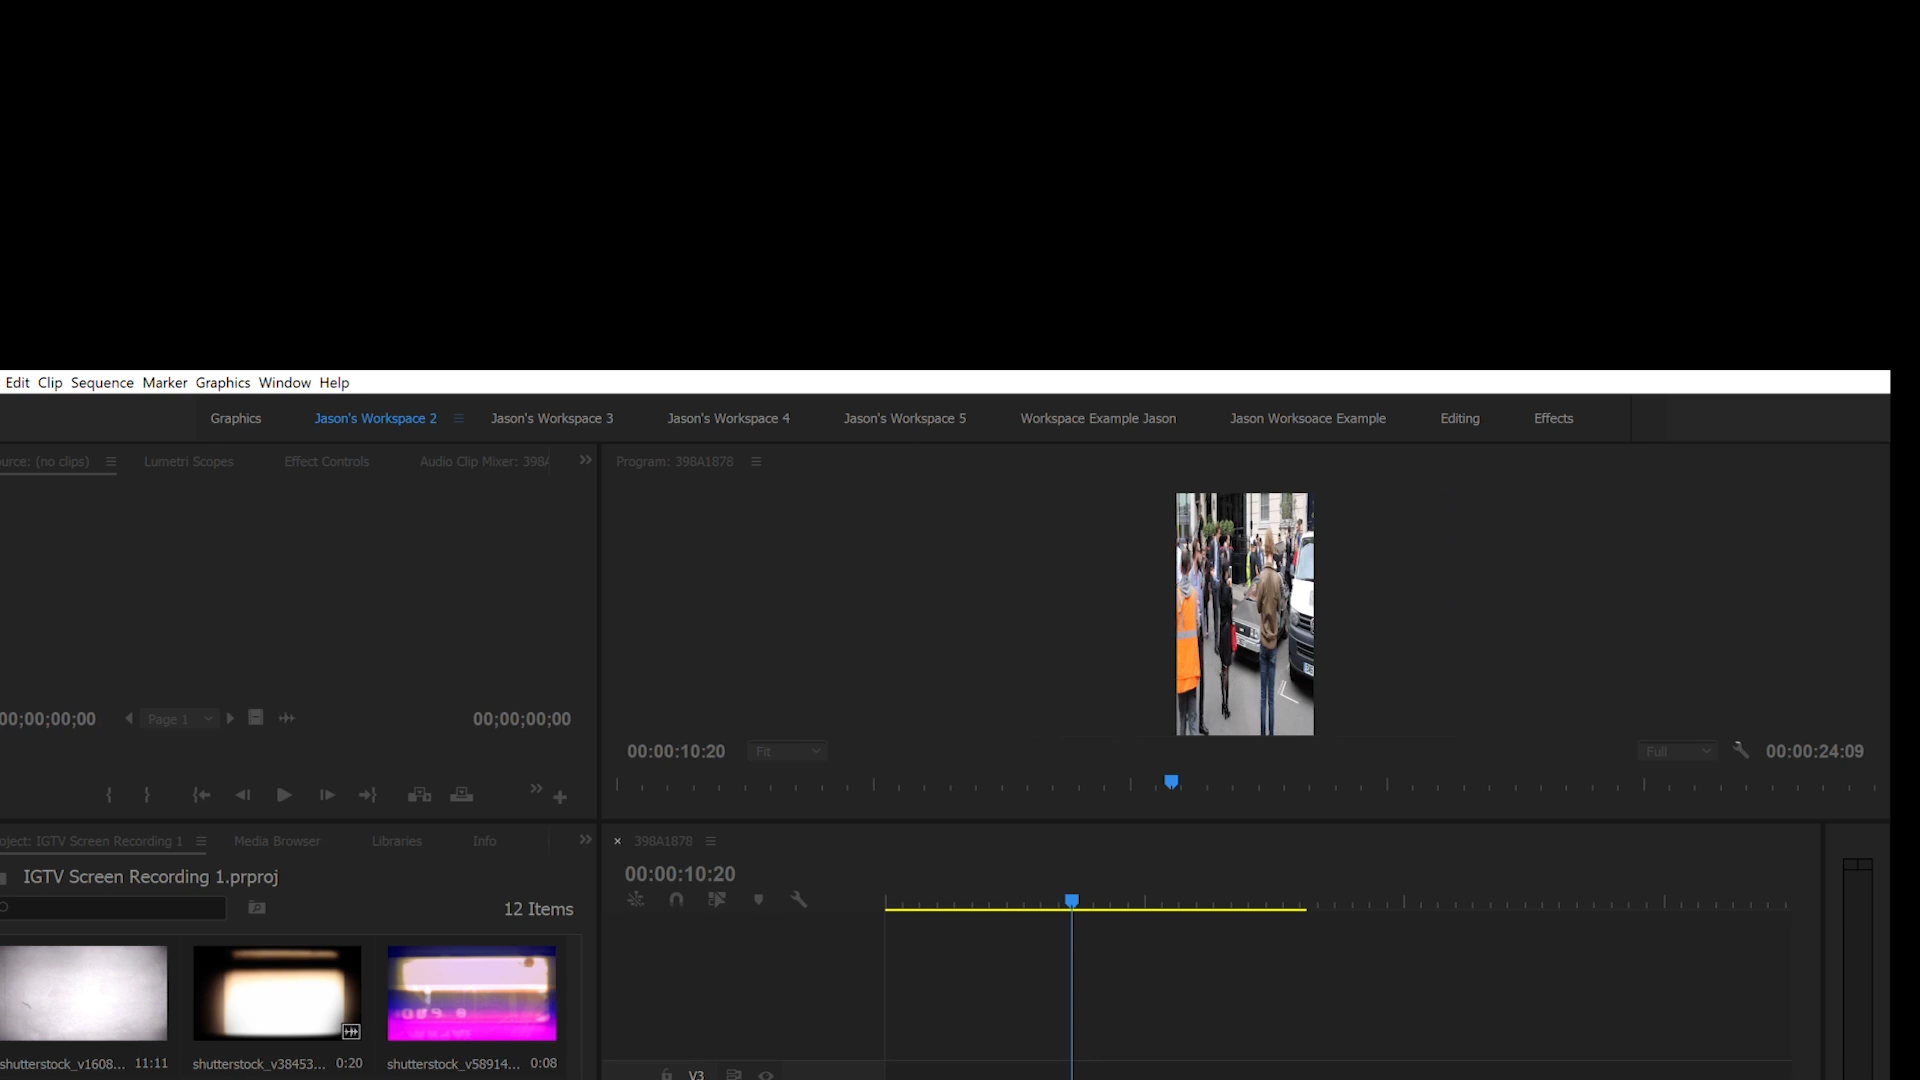 Edit Clip Sequence Marker Graphics Window Help
Graphics Jason's Workspace 2 Jason's Workspace 3 Jason's Workspace 4 Jason's Workspace 5 Workspace Example Jason Jason Worksoace Example Editing Effects
urce: (no clips) Lumetri Scopes Effect Controls Audio Clip Mixer: 398A
Program: 398A1878
00;00;00;00 Page 1 00;00;00;00
00:00:10:20 Fit Full 00:00:24:09
oject: IGTV Screen Recording 1 Media Browser Libraries Info
398A1878
IGTV Screen Recording 1.prproj
00:00:10:20
12 Items
shutterstock_v1608... 11:11 shutterstock_v38453... 0:20 shutterstock_v58914... 0:08
V3